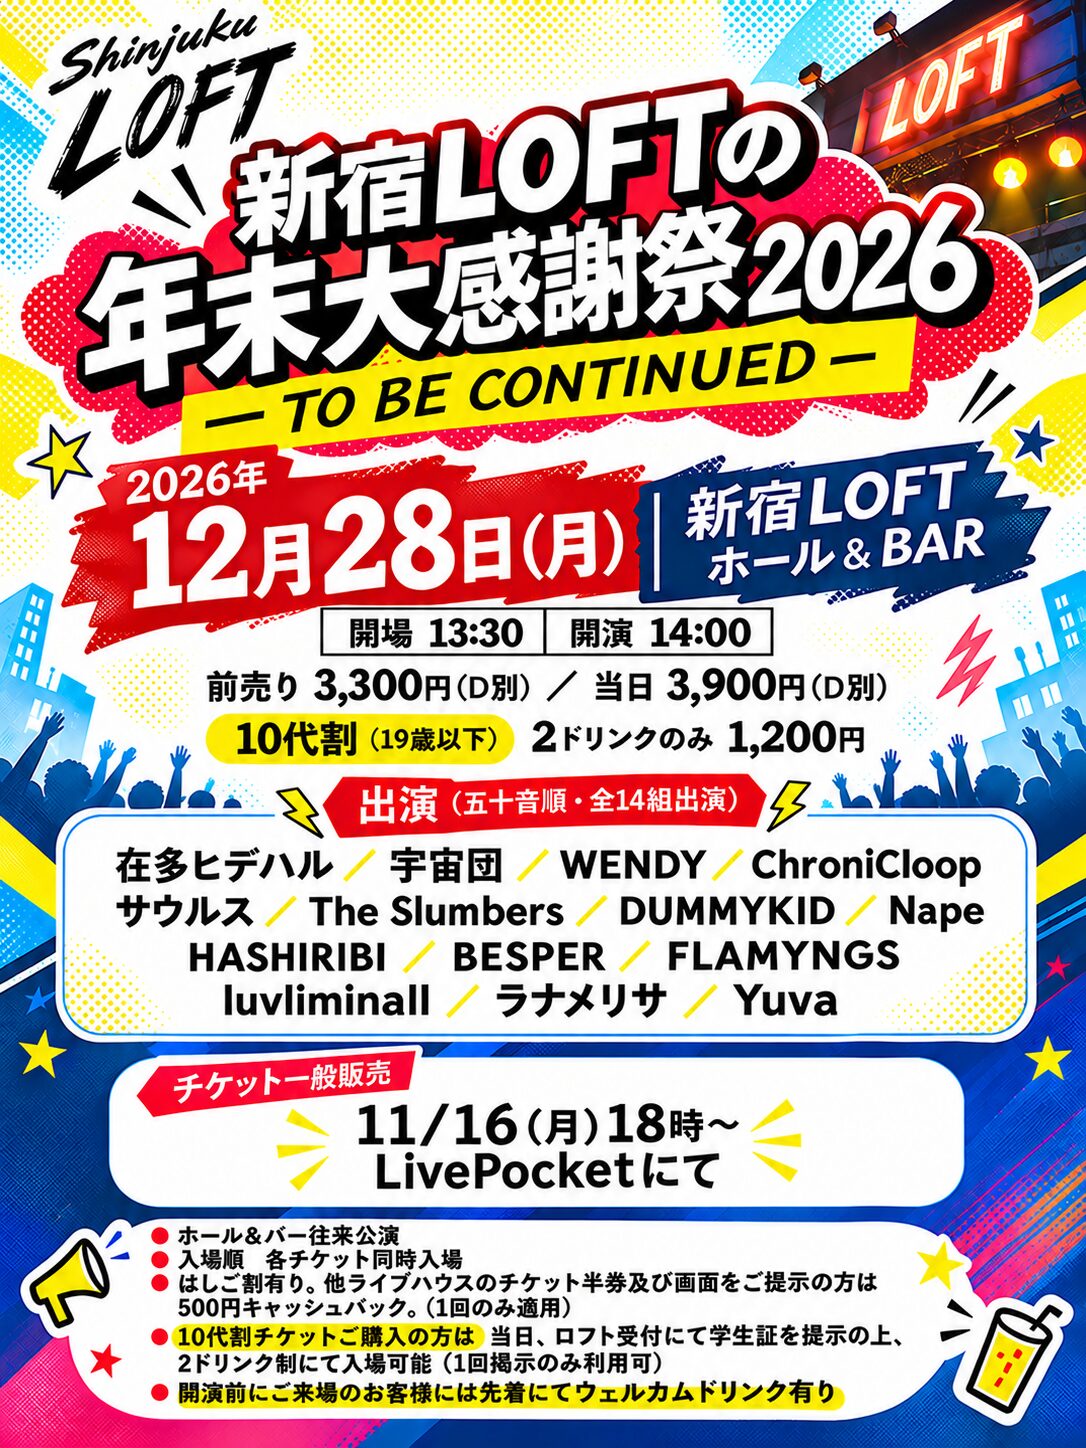 Shinjuku
LOFT
LOFT
新宿LOFTの
年末大感謝祭2026
― TO BE CONTINUED ―
2026年
12月28日(月)
新宿LOFT
ホール & BAR
開場 13:30 開演 14:00
前売り 3,300円(D別) / 当日 3,900円(D別)
10代割(19歳以下) 2ドリンクのみ 1,200円
出演(五十音順・全14組出演)
在多ヒデハル / 宇宙団 / WENDY / ChroniCloop
サウルス / The Slumbers / DUMMYKID / Nape
HASHIRIBI / BESPER / FLAMYNGS
luvliminall / ラナメリサ / Yuva
チケット一般販売
11/16(月)18時～
LivePocketにて
● ホール&バー往来公演
● 入場順 各チケット同時入場
● はしご割有り。他ライブハウスのチケット半券及び画面をご提示の方は
500円キャッシュバック。(1回のみ適用)
● 10代割チケットご購入の方は 当日、ロフト受付にて学生証を提示の上、
2ドリンク制にて入場可能(1回掲示のみ利用可)
● 開演前にご来場のお客様には先着にてウェルカムドリンク有り